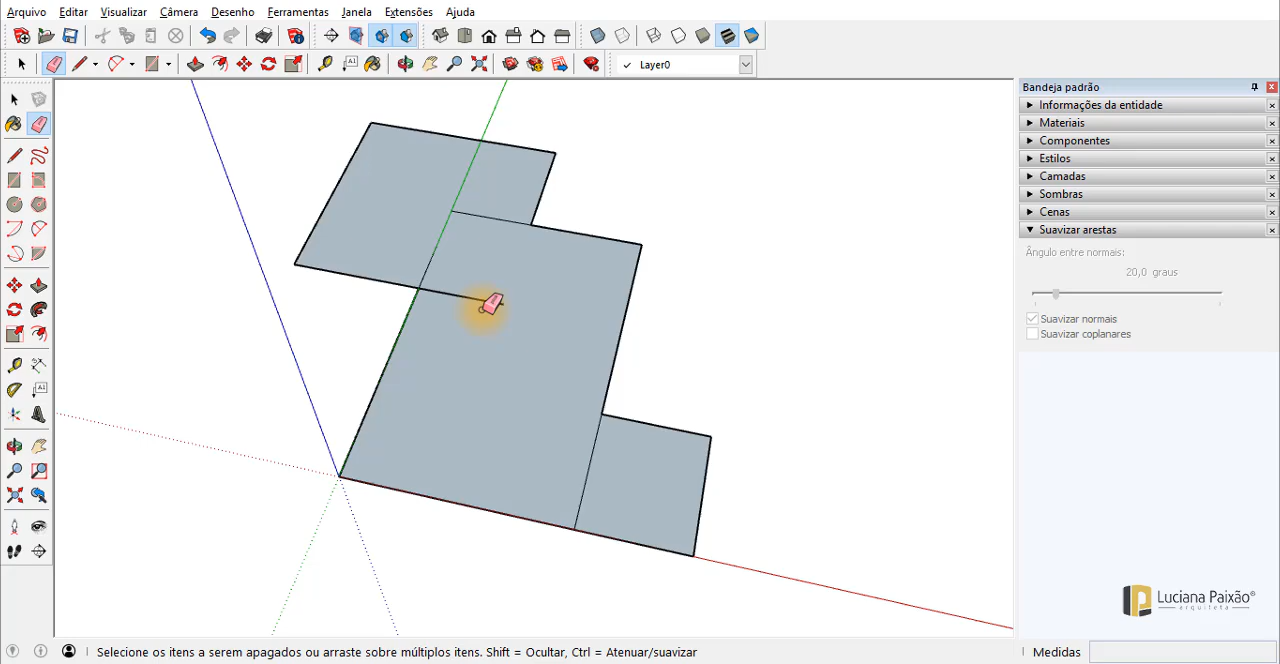 Arquivo Editar Visualizar Câmera Desenho Ferramentas Janela Extensões Ajuda
Layer0
Bandeja padrão
Informações da entidade
Materiais
Componentes
Estilos
Camadas
Sombras
Cenas
Suavizar arestas
Ângulo entre normais:
20,0 graus
Suavizar normais
Suavizar coplanares
Luciana Paixão®
arquiteta
Selecione os itens a serem apagados ou arraste sobre múltiplos itens. Shift = Ocultar, Ctrl = Atenuar/suavizar
Medidas